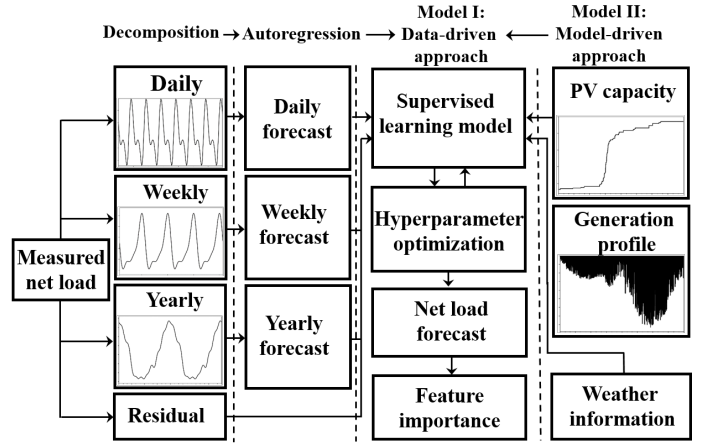 Decomposition
Autoregression
Model I:
Data-driven
approach
Model II:
Model-driven
approach
Measured
net load
Daily
Weekly
Yearly
Residual
Daily
forecast
Weekly
forecast
Yearly
forecast
Supervised
learning model
Hyperparameter
optimization
Net load
forecast
Feature
importance
PV capacity
Generation
profile
Weather
information